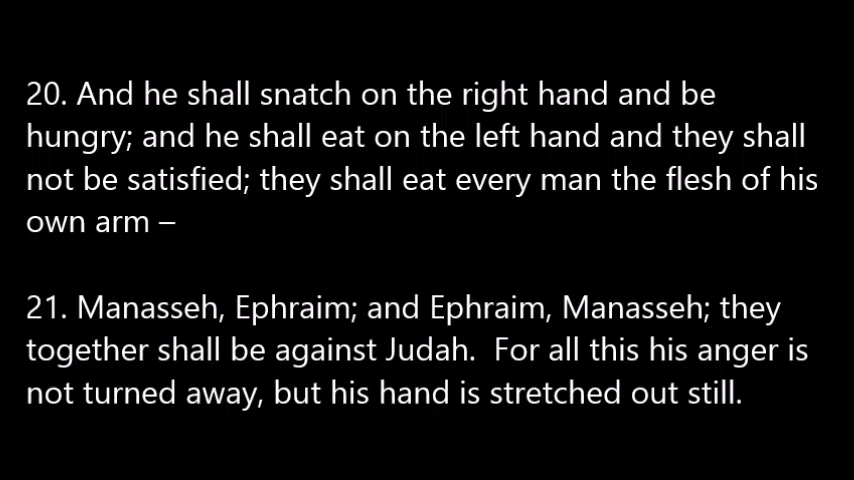 20. And he shall snatch on the right hand and be
hungry; and he shall eat on the left hand and they shall
not be satisfied; they shall eat every man the flesh of his
own arm –
21. Manasseh, Ephraim; and Ephraim, Manasseh; they
together shall be against Judah.  For all this his anger is
not turned away, but his hand is stretched out still.